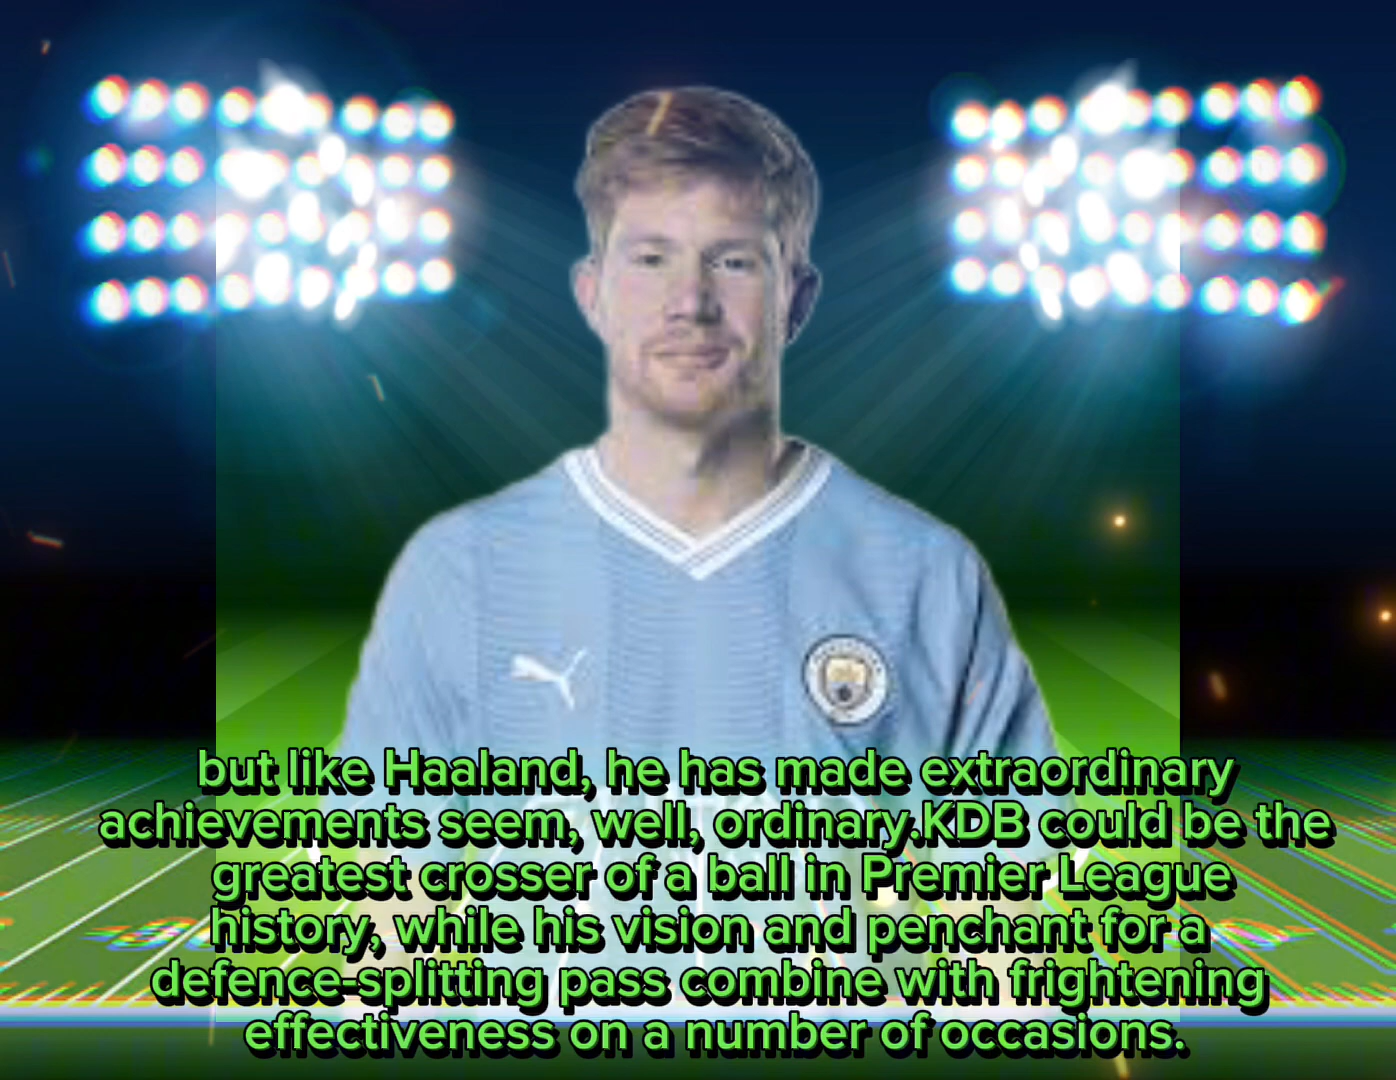 but like Haaland, he has made extraordinary
achievements seem, well, ordinary.KDB could be the
greatest crosser of a ball in Premier League
history, while his vision and penchant for a
defence-splitting pass combine with frightening
effectiveness on a number of occasions.